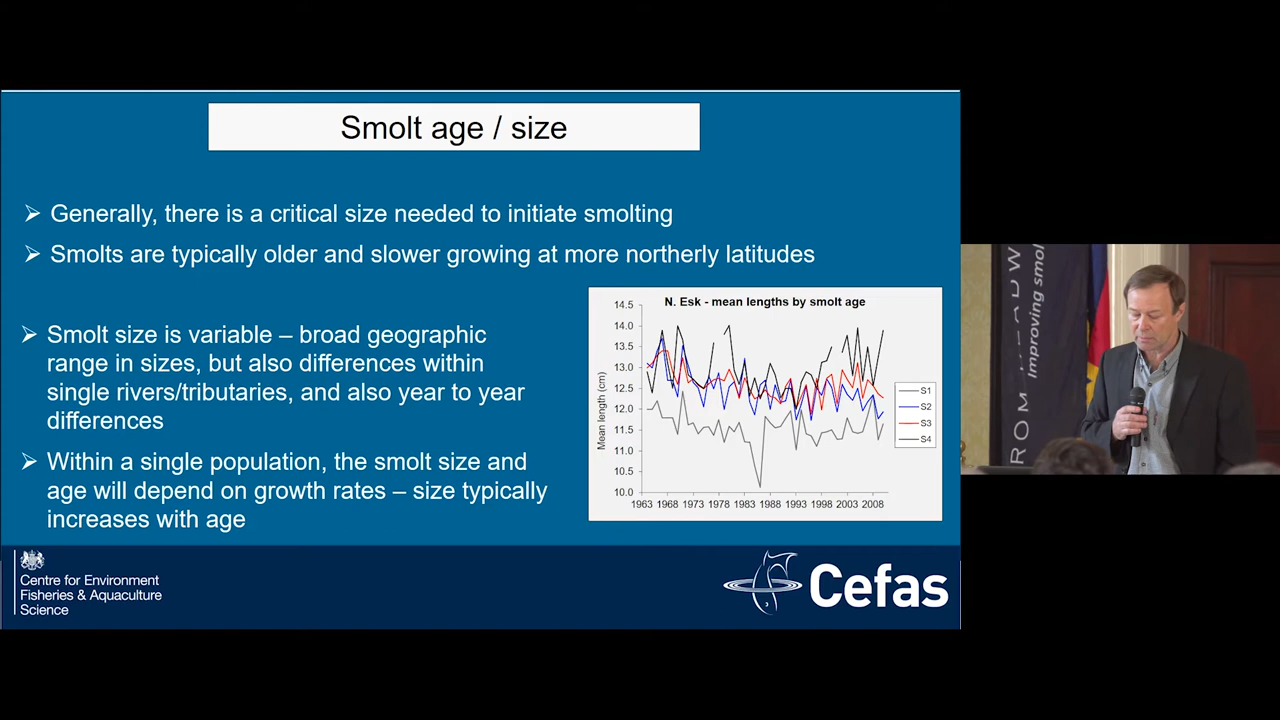 Smolt age / size
Generally, there is a critical size needed to initiate smolting
Smolts are typically older and slower growing at more northerly latitudes
Smolt size is variable – broad geographic
range in sizes, but also differences within
single rivers/tributaries, and also year to year
differences
Within a single population, the smolt size and
age will depend on growth rates – size typically
increases with age
N. Esk - mean lengths by smolt age
Mean length (cm)
14.5
14.0
13.5
13.0
12.5
12.0
11.5
11.0
10.5
10.0
1963 1968 1973 1978 1983 1988 1993 1998 2003 2008
S1
S2
S3
S4
Centre for Environment
Fisheries & Aquaculture
Science
Cefas
Improving smol